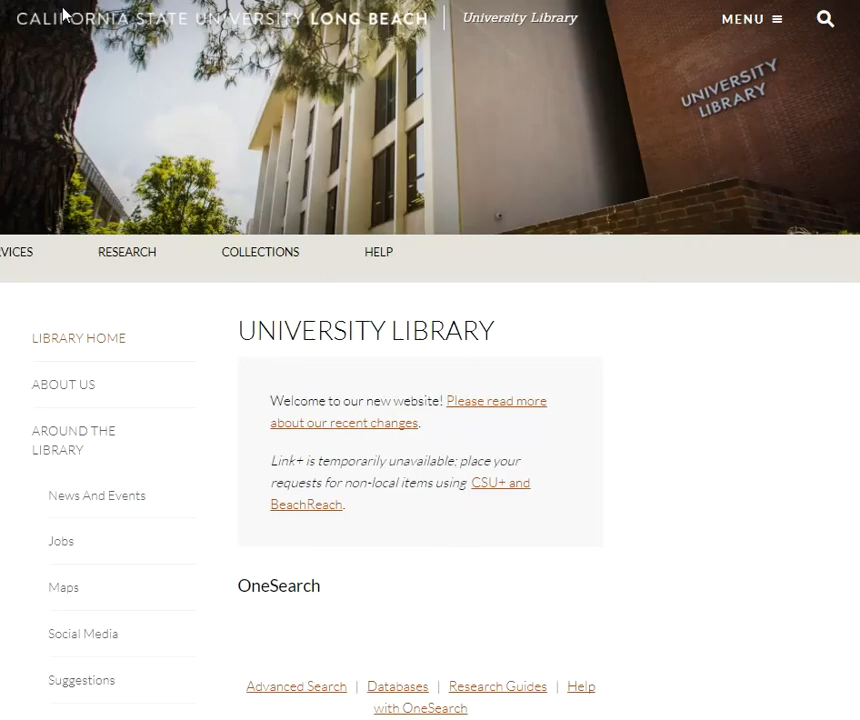 CALIFORNIA STATE UNIVERSITY LONG BEACH
University Library
MENU
UNIVERSITY
LIBRARY
VICES
RESEARCH
COLLECTIONS
HELP
LIBRARY HOME
ABOUT US
AROUND THE
LIBRARY
News And Events
Jobs
Maps
Social Media
Suggestions
UNIVERSITY LIBRARY
Welcome to our new website! Please read more
about our recent changes.
Link+ is temporarily unavailable; place your
requests for non-local items using CSU+ and
BeachReach.
OneSearch
Advanced Search | Databases | Research Guides | Help
with OneSearch